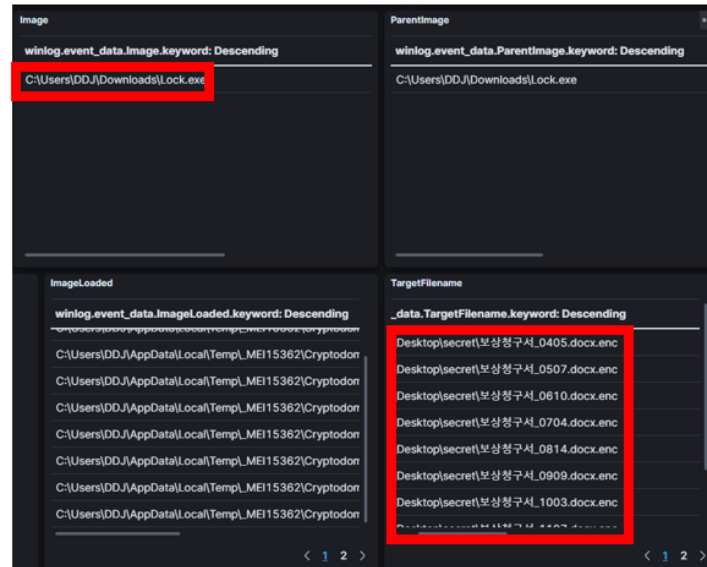 Image
winlog.event_data.Image.keyword: Descending
C:\Users\DDJ\Downloads\Lock.exe
ParentImage
winlog.event_data.ParentImage.keyword: Descending
C:\Users\DDJ\Downloads\Lock.exe
ImageLoaded
winlog.event_data.ImageLoaded.keyword: Descending
C:\Users\DDJ\AppData\Local\Temp\_MEI15362\Cryptodom
C:\Users\DDJ\AppData\Local\Temp\_MEI15362\Cryptodom
C:\Users\DDJ\AppData\Local\Temp\_MEI15362\Cryptodom
C:\Users\DDJ\AppData\Local\Temp\_MEI15362\Cryptodom
C:\Users\DDJ\AppData\Local\Temp\_MEI15362\Cryptodom
C:\Users\DDJ\AppData\Local\Temp\_MEI15362\Cryptodom
C:\Users\DDJ\AppData\Local\Temp\_MEI15362\Cryptodom
C:\Users\DDJ\AppData\Local\Temp\_MEI15362\Cryptodom
< 1 2 >
TargetFilename
_data.TargetFilename.keyword: Descending
Desktop\secret\보상청구서_0405.docx.enc
Desktop\secret\보상청구서_0507.docx.enc
Desktop\secret\보상청구서_0610.docx.enc
Desktop\secret\보상청구서_0704.docx.enc
Desktop\secret\보상청구서_0814.docx.enc
Desktop\secret\보상청구서_0909.docx.enc
Desktop\secret\보상청구서_1003.docx.enc
< 1 2 >